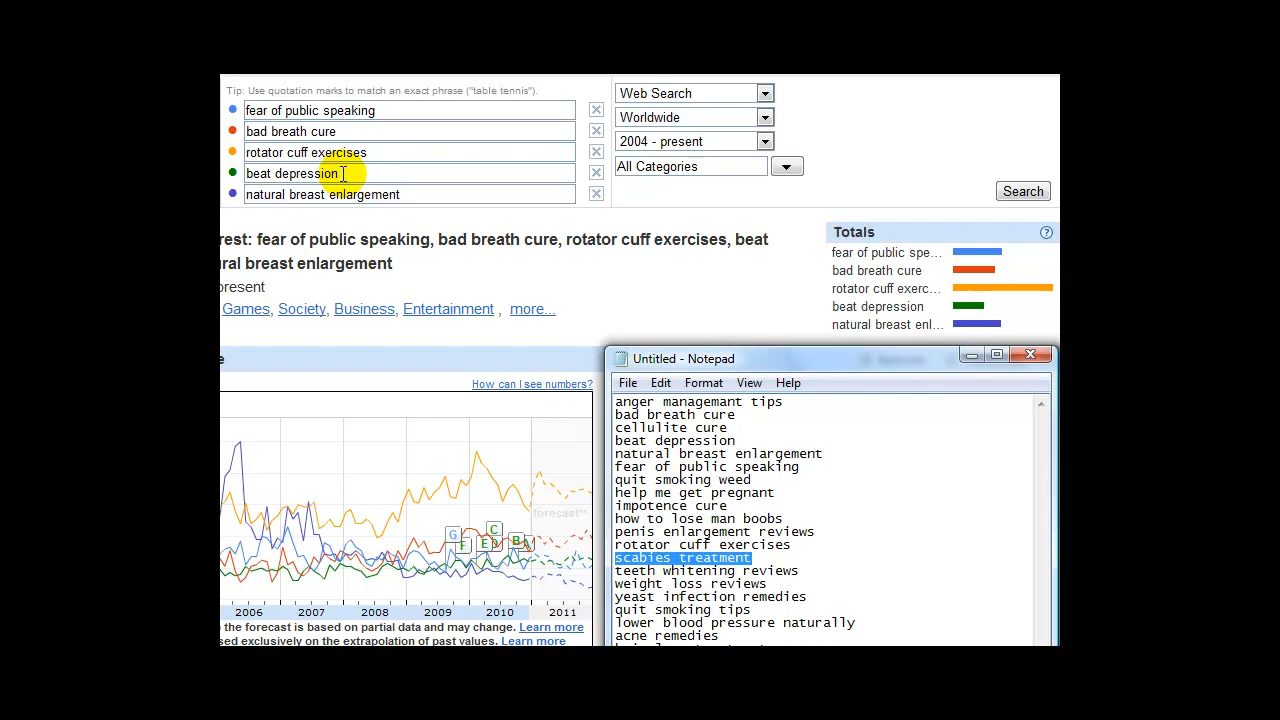 Tip: Use quotation marks to match an exact phrase ("table tennis").
fear of public speaking
bad breath cure
rotator cuff exercises
beat depression
natural breast enlargement
Web Search
Worldwide
2004 - present
All Categories
Search
rest: fear of public speaking, bad breath cure, rotator cuff exercises, beat
ral breast enlargement
present
Games, Society, Business, Entertainment , more...
Totals
fear of public spe...
bad breath cure
rotator cuff exerc...
beat depression
natural breast enl...
e
How can I see numbers?
forecast
G
F
C
E D
B A
2006 2007 2008 2009 2010 2011
the forecast is based on partial data and may change. Learn more
sed exclusively on the extrapolation of past values. Learn more
Untitled - Notepad
File Edit Format View Help
anger managemant tips
bad breath cure
cellulite cure
beat depression
natural breast enlargement
fear of public speaking
quit smoking weed
help me get pregnant
impotence cure
how to lose man boobs
penis enlargement reviews
rotator cuff exercises
scabies treatment
teeth whitening reviews
weight loss reviews
yeast infection remedies
quit smoking tips
lower blood pressure naturally
acne remedies